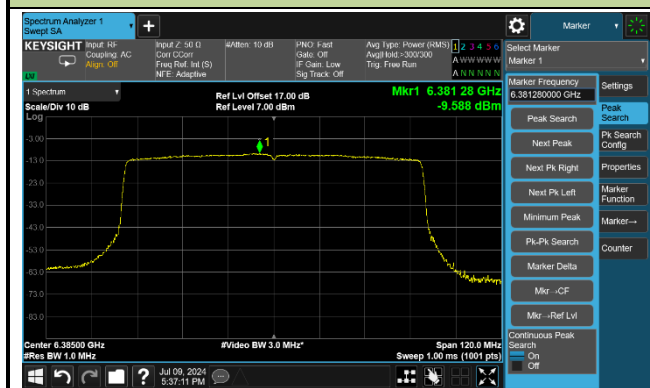 Spectrum Analyzer 1
Swept SA
+
Marker
KEYSIGHT
Input: RF
Coupling: AC
Align: Off
Input Z: 50 Ω
Corr CCorr
Freq Ref: Int (S)
NFE: Adaptive
#Atten: 10 dB
PNO: Fast
Gate: Off
IF Gain: Low
Sig Track: Off
Avg Type: Power (RMS)
Avg|Hold:>300/300
Trig: Free Run
1 2 3 4 5 6
A W W W W W
A N N N N N
LVI
1 Spectrum
Scale/Div 10 dB
Log
Ref Lvl Offset 17.00 dB
Ref Level 7.00 dBm
Mkr1 6.381 28 GHz
-9.588 dBm
1
-3.00
-13.0
-23.0
-33.0
-43.0
-53.0
-63.0
-73.0
-83.0
Center 6.38500 GHz
#Res BW 1.0 MHz
#Video BW 3.0 MHz*
Span 120.0 MHz
Sweep 1.00 ms (1001 pts)
Select Marker
Marker 1
Marker Frequency
6.381280000 GHz
Peak Search
Next Peak
Next Pk Right
Next Pk Left
Minimum Peak
Pk-Pk Search
Marker Delta
Mkr→CF
Mkr→Ref Lvl
Continuous Peak
Search
On
Off
Settings
Peak
Search
Pk Search
Config
Properties
Marker
Function
Marker→
Counter
?
Jul 09, 2024
5:37:11 PM